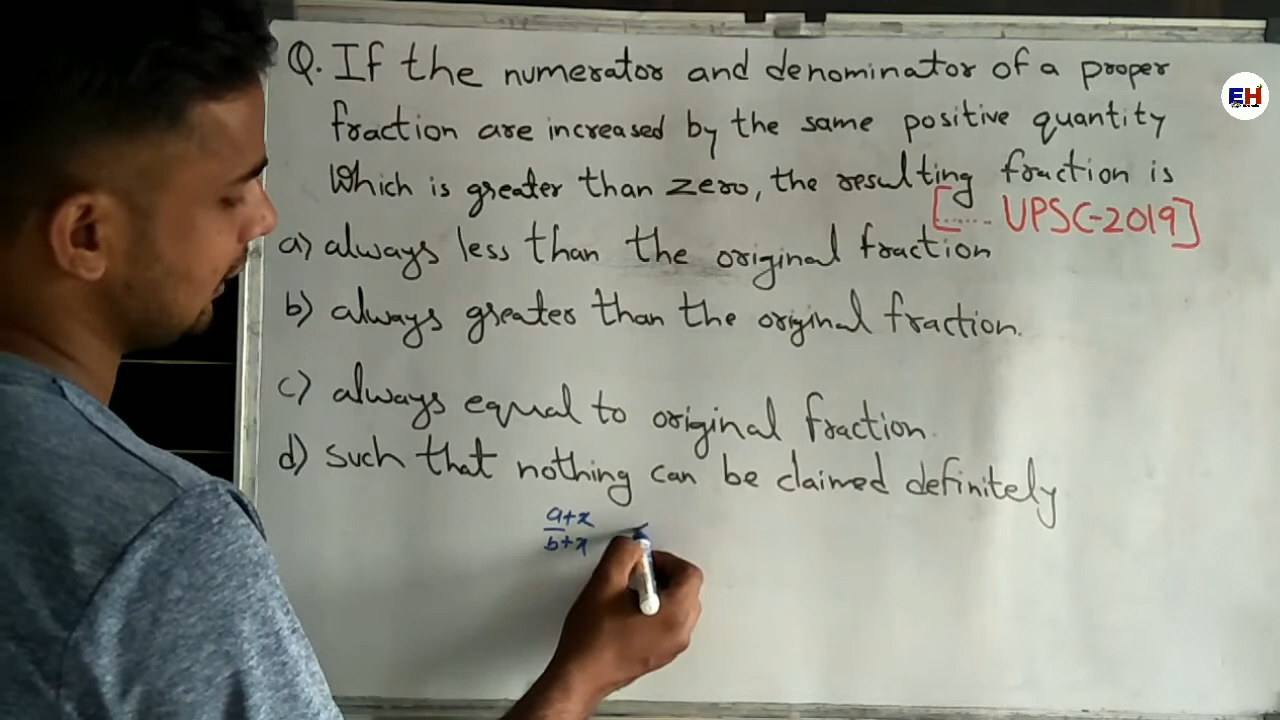 Q. If the numerator and denominator of a proper
fraction are increased by the same positive quantity
Which is greater than zero, the resulting fraction is
[...... UPSC-2019]
a) always less than the original fraction
b) always greater than the original fraction.
c) always equal to original fraction.
d) such that nothing can be claimed definitely
a+x
b+x
EH